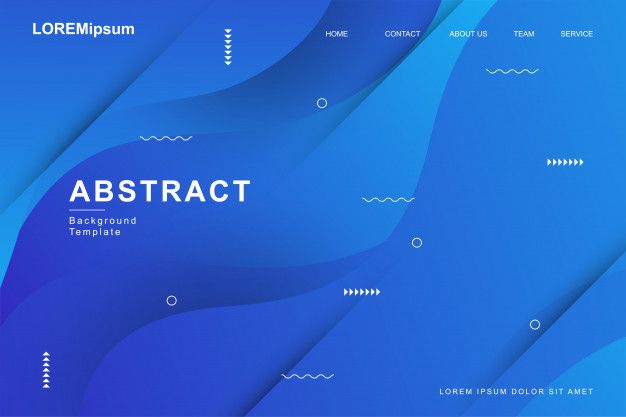 LOREMipsum
HOME CONTACT ABOUT US TEAM SERVICE
ABSTRACT
Background
Template
LOREM IPSUM DOLOR SIT AMET